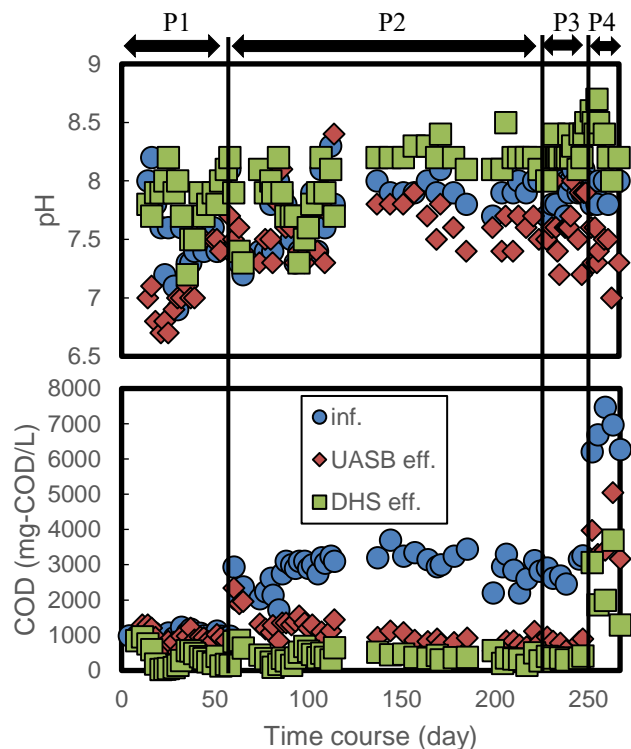 P1 P2 P3 P4
9
8.5
8
7.5
7
6.5
pH
8000
7000
6000
5000
4000
3000
2000
1000
0
COD (mg-COD/L)
inf.
UASB eff.
DHS eff.
0 50 100 150 200 250
Time course (day)